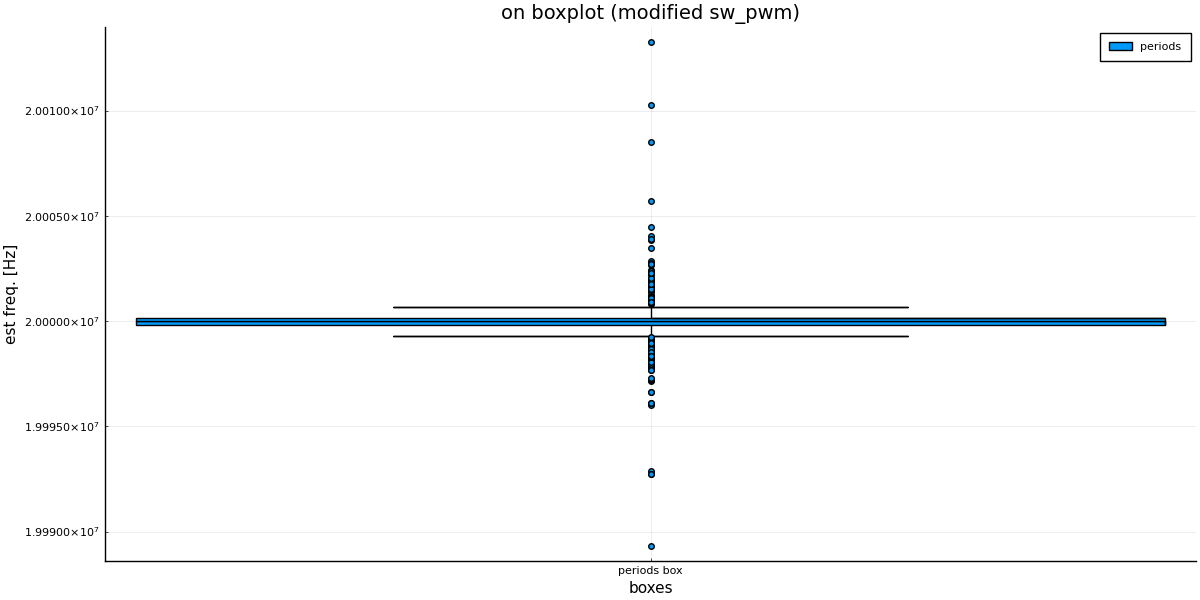 on boxplot (modified sw_pwm)
periods
2.00100×10⁷
2.00050×10⁷
2.00000×10⁷
1.99950×10⁷
1.99900×10⁷
est freq. [Hz]
periods box
boxes